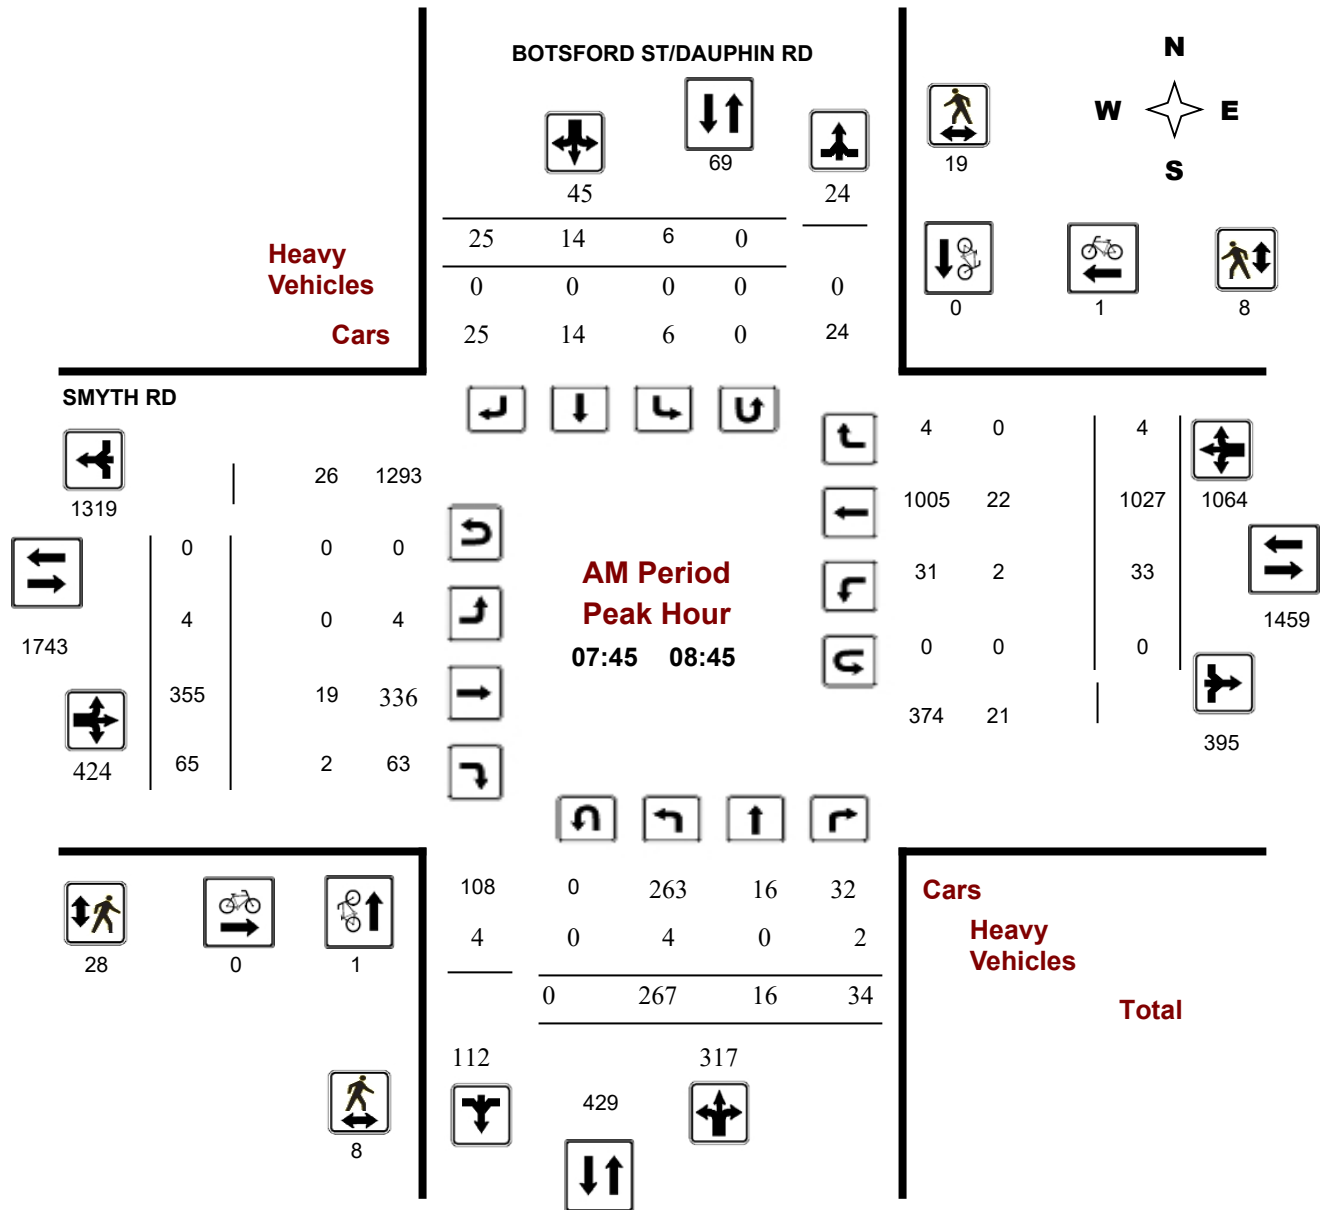 BOTSFORD ST/DAUPHIN RD
N
W E
S
69
19
45 24
25 14 6 0
Heavy
Vehicles
0 0 0 0 0
0 1 8
Cars
25 14 6 0 24
SMYTH RD
4 0 4
26 1293
1319
1005 22 1027 1064
0 0 0
AM Period
31 2 33
Peak Hour
4 0 4
1459
1743
07:45 08:45
0 0 0
355 19 336
374 21
395
424 65 2 63
108 0 263 16 32
Cars
4 0 4 0 2
Heavy
Vehicles
28 0 1
0 267 16 34
Total
112 317
429
8